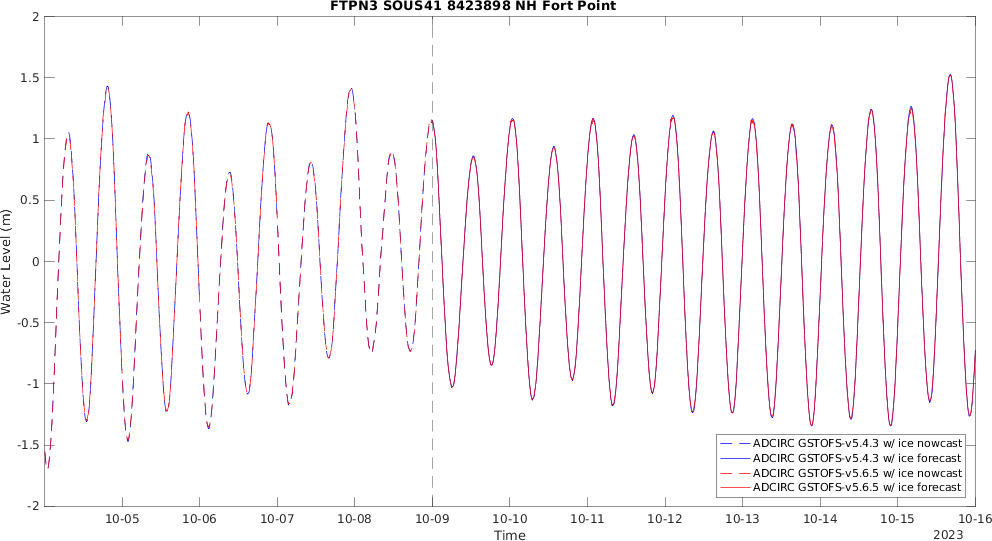 FTPN3 SOUS41 8423898 NH Fort Point
2
1.5
1
0.5
0
-0.5
-1
-1.5
-2
Water Level (m)
10-05 10-06 10-07 10-08 10-09 10-10 10-11 10-12 10-13 10-14 10-15 10-16
Time
2023
ADCIRC GSTOFS-v5.4.3 w/ ice nowcast
ADCIRC GSTOFS-v5.4.3 w/ ice forecast
ADCIRC GSTOFS-v5.6.5 w/ ice nowcast
ADCIRC GSTOFS-v5.6.5 w/ ice forecast